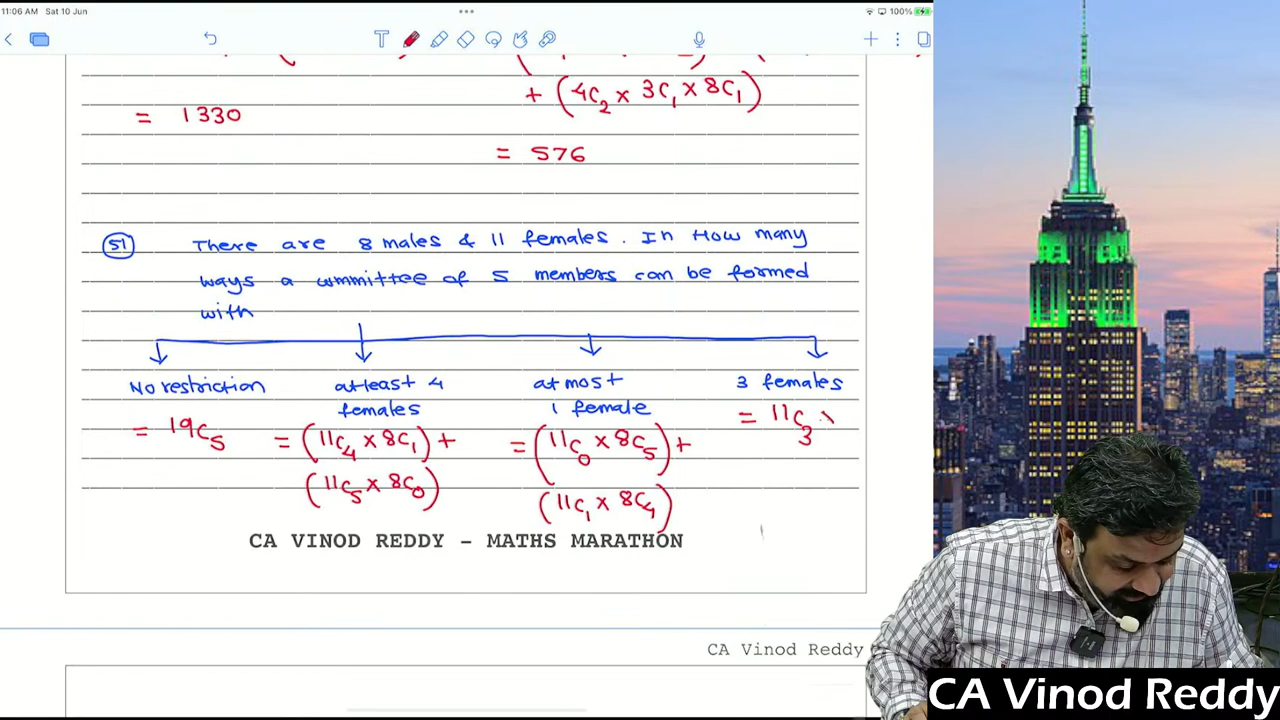 11:06 AM Sat 10 Jun
100%
T
+ (4C2 x 3C1 x 8C1)
= 1330
= 576
51 There are 8 males & 11 females. In How many
ways a committee of 5 members can be formed
with
No restriction
atleast 4
females
atmost
1 female
3 females
= 19C5
= (11C4 x 8C1) +
(11C5 x 8C0)
= (11C0 x 8C5) +
(11C1 x 8C4)
= 11C3
CA VINOD REDDY - MATHS MARATHON
CA Vinod Reddy
CA Vinod Reddy